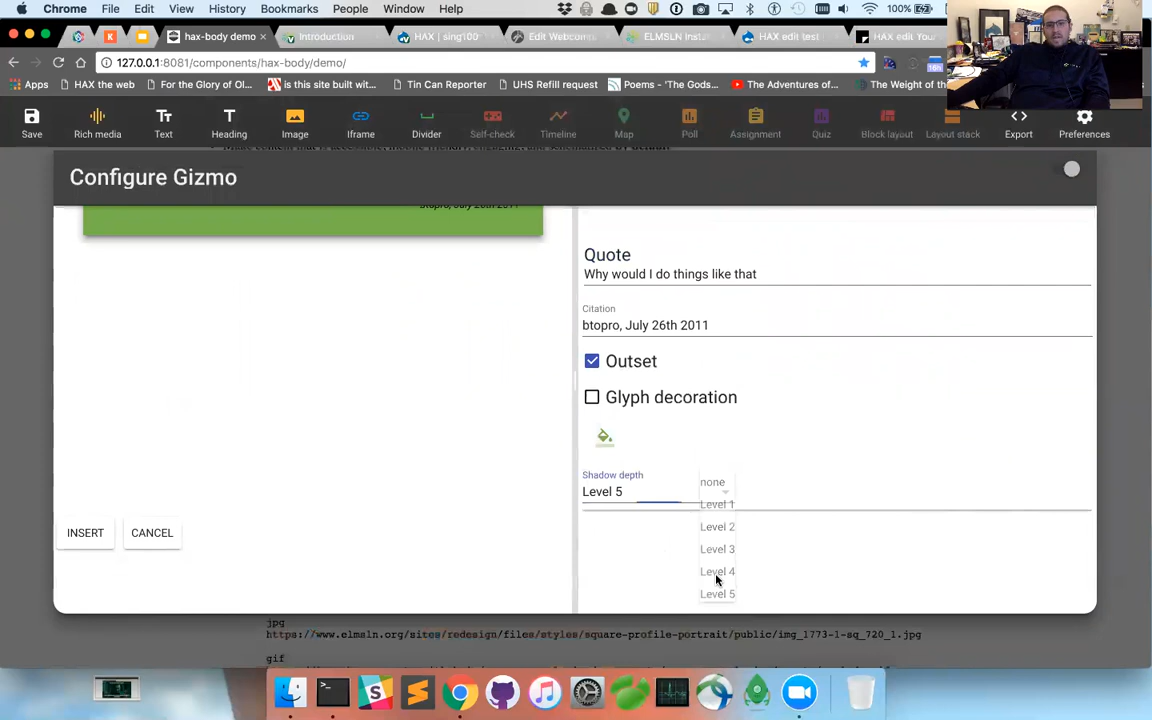 Chrome File Edit View History Bookmarks People Window Help 100%
hax-body demo Introduction HAX | sing100 Edit Webcom ELMSLN Inst HAX edit test HAX edit Your
127.0.0.1:8081/components/hax-body/demo/
Apps HAX the web For the Glory of Ol... is this site built wit... Tin Can Reporter UHS Refill request Poems - 'The Gods... The Adventures of... The Weight of the
Save Rich media Text Heading Image Iframe Divider Self-check Timeline Map Poll Assignment Quiz Block layout Layout stack Export Preferences
Configure Gizmo
btopro, July 26th 2011
Quote
Why would I do things like that
Citation
btopro, July 26th 2011
Outset
Glyph decoration
Shadow depth
Level 5
none
Level 1
Level 2
Level 3
Level 4
Level 5
INSERT CANCEL
jpg
https://www.elmsln.org/sites/redesign/files/styles/square-profile-portrait/public/img_1773-1-sq_720_1.jpg
gif